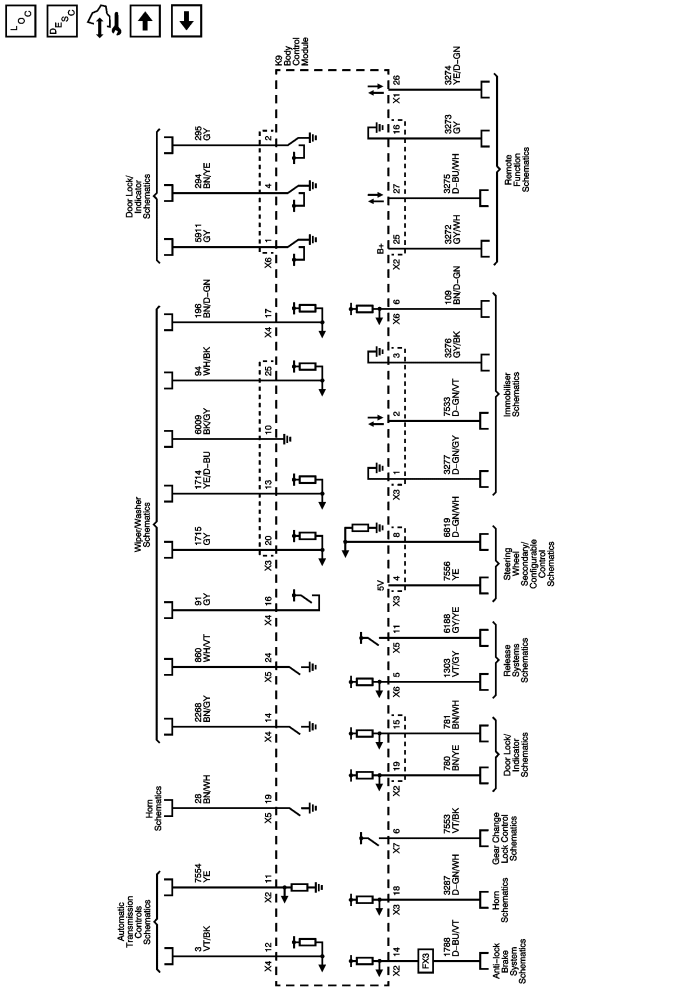 LOC
DESC
K9
Body
Control
Module
Door Lock/
Indicator
Schematics
295
GY
2
294
BN/YE
4
5911
GY
1
X6
Wiper/Washer
Schematics
196
BN/D-GN
17
X4
94
WH/BK
25
6009
BK/GY
10
1714
YE/D-BU
13
1715
GY
20
X3
91
GY
16
X4
860
WH/VT
24
X5
2268
BN/GY
14
X4
Horn
Schematics
28
BN/WH
19
X5
Automatic
Transmission
Controls
Schematics
7554
YE
11
X2
3
VT/BK
12
X4
26
X1
3274
YE/D-GN
16
3273
GY
27
3275
D-BU/WH
B+
25
X2
3272
GY/WH
Remote
Function
Schematics
6
X6
109
BN/D-GN
3
3276
GY/BK
2
7533
D-GN/VT
1
X3
3277
D-GN/GY
Immobiliser
Schematics
8
6819
D-GN/WH
5V
4
X3
7556
YE
Steering
Wheel
Secondary/
Configurable
Control
Schematics
11
X5
6188
GY/YE
5
X6
1303
VT/GY
Release
Systems
Schematics
15
781
BN/WH
19
X2
780
BN/YE
Door Lock/
Indicator
Schematics
6
X7
7553
VT/BK
Gear Change
Lock Control
Schematics
18
X3
3287
D-GN/WH
Horn
Schematics
14
X2
FX3
1788
D-BU/VT
Anti-lock
Brake
System
Schematics